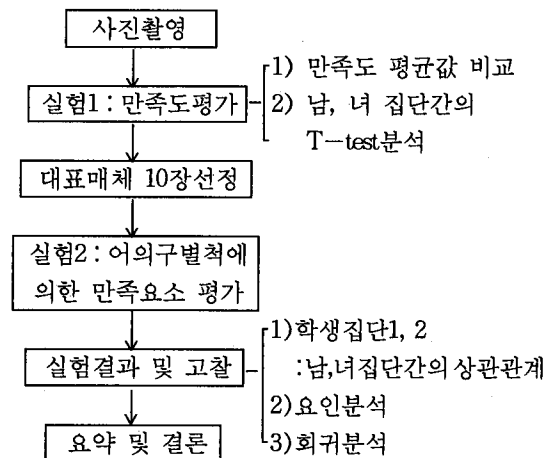 사진촬영
실험1 : 만족도평가
1) 만족도 평균값 비교
2) 남, 녀 집단간의
T-test분석
대표매체 10장선정
실험2 : 어의구별척에
의한 만족요소 평가
실험결과 및 고찰
1)학생집단1, 2
:남,녀집단간의상관관계
2)요인분석
3)회귀분석
요약 및 결론